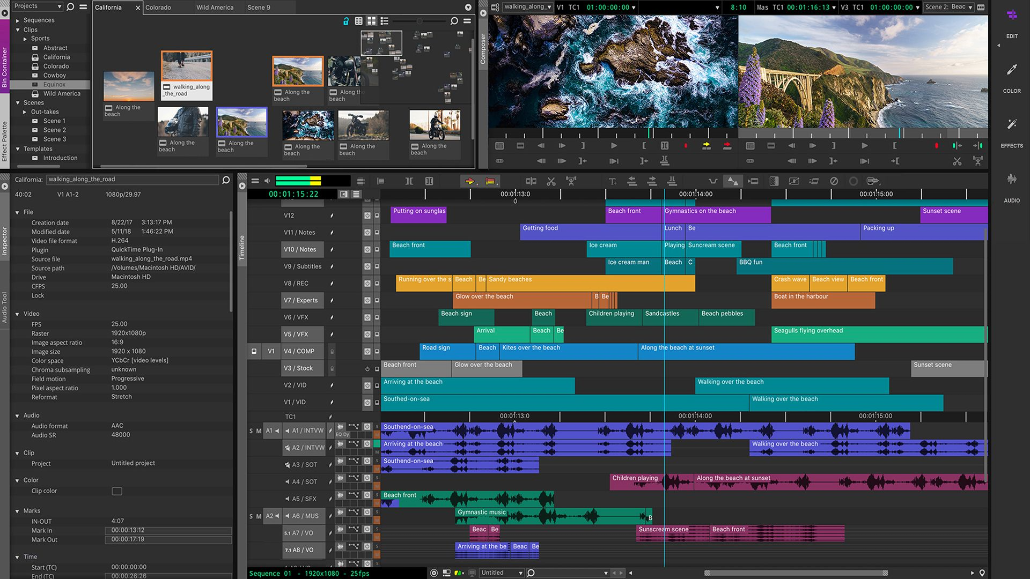 Projects
Clips
Sports
Abstract
California
Colorado
Cowboy
Equinox
Wild America
Scenes
Out-takes
Scene 1
Scene 2
Scene 3
Templates
Introduction
Bin Container
Effect Palette
California
Colorado
Wild America
Scene 9
Along the beach
walking_along
_the_road
Along the
beach
Along the
beach
Along the
beach
Along the
beach
Along the
beach
Along the
beach
Along the
beach
Composer
walking_along_
V1 TC1 01:00:00:00
8:10
Mas TC1 00:01:16:13
V3 TC1 01:00:00:00
Scene 2: Beac
EDIT
COLOR
EFFECTS
AUDIO
California: walking_along_the_road
40:02 V1 A1-2 1080p/29.97
Inspector
Audio Tool
File
Creation date 8/22/17 3:13:17 PM
Modified date 5/11/18 1:46:22 PM
Video file format H.264
Plugin QuickTime Plug-In
Source file walking_along_the_road.mp4
Source path /Volumes/Macintosh HD/AVID/
Drive Macintosh HD
CFPS 25.00
Lock
Video
FPS 25.00
Raster 1920x1080p
Image aspect ratio 16:9
Image size 1920 x 1080
Color space YCbCr [video levels]
Chroma subsampling unknown
Field motion Progressive
Pixel aspect ratio 1.000
Reformat Stretch
Audio
Audio format AAC
Audio SR 48000
Clip
Project Untitled project
Color
Clip color
Marks
IN-OUT 4:07
Mark In 00:00:13:12
Mark Out 00:00:17:19
Time
Start (TC) 00:00:00:00
End (TC) 00:00:26:26
Timeline
00:01:15:22
00:01:13:00
00:01:14:00
00:01:15:00
V12
Putting on sunglas
Beach front
Gymnastics on the beach
Sunset scene
V11 / Notes
Getting food
Lunch
Be
Packing up
V10 / Notes
Beach front
Ice cream
Playing
Suncream scene
Beach front
V9 / Subtitles
Ice cream man
Beach
C
BBQ fun
V8 / REC
Running over the s
Beach
Be
Sandy beaches
Crash wave
Beach view
Beach front
V7 / Experts
Glow over the beach
B
Be
Boat in the harbour
V6 / VFX
Beach sign
Beach
Children playing
Sandcastles
Beach pebbles
V5 / VFX
Arrival
Beach
Be
Seagulls flying overhead
V1
V4 / COMP
Road sign
Beach
Kites over the beach
Along the beach at sunset
V3 / Stock
Beach front
Glow over the beach
Sunset scene
V2 / VID
Arriving at the beach
Walking over the beach
V1 / VID
Southed-on-sea
Walking over the beach
TC1
00:01:13:00
00:01:14:00
00:01:15:00
S M A1
A1 / INTVW
Southend-on-sea
A2 / INTVW
Arriving at the beach
Walking over the beach
A3 / SOT
Southend-on-sea
A4 / SOT
Children playing
Along the beach at sunset
A5 / SFX
Beach front
S M A2
A6 / MUS
Gymnastic music
B
A7 / VO
Beac
Be
Sunscream scene
Beach front
A8 / VO
Arriving at the be
Beac
Be
Sequence 01 - 1920x1080 - 25fps
Untitled